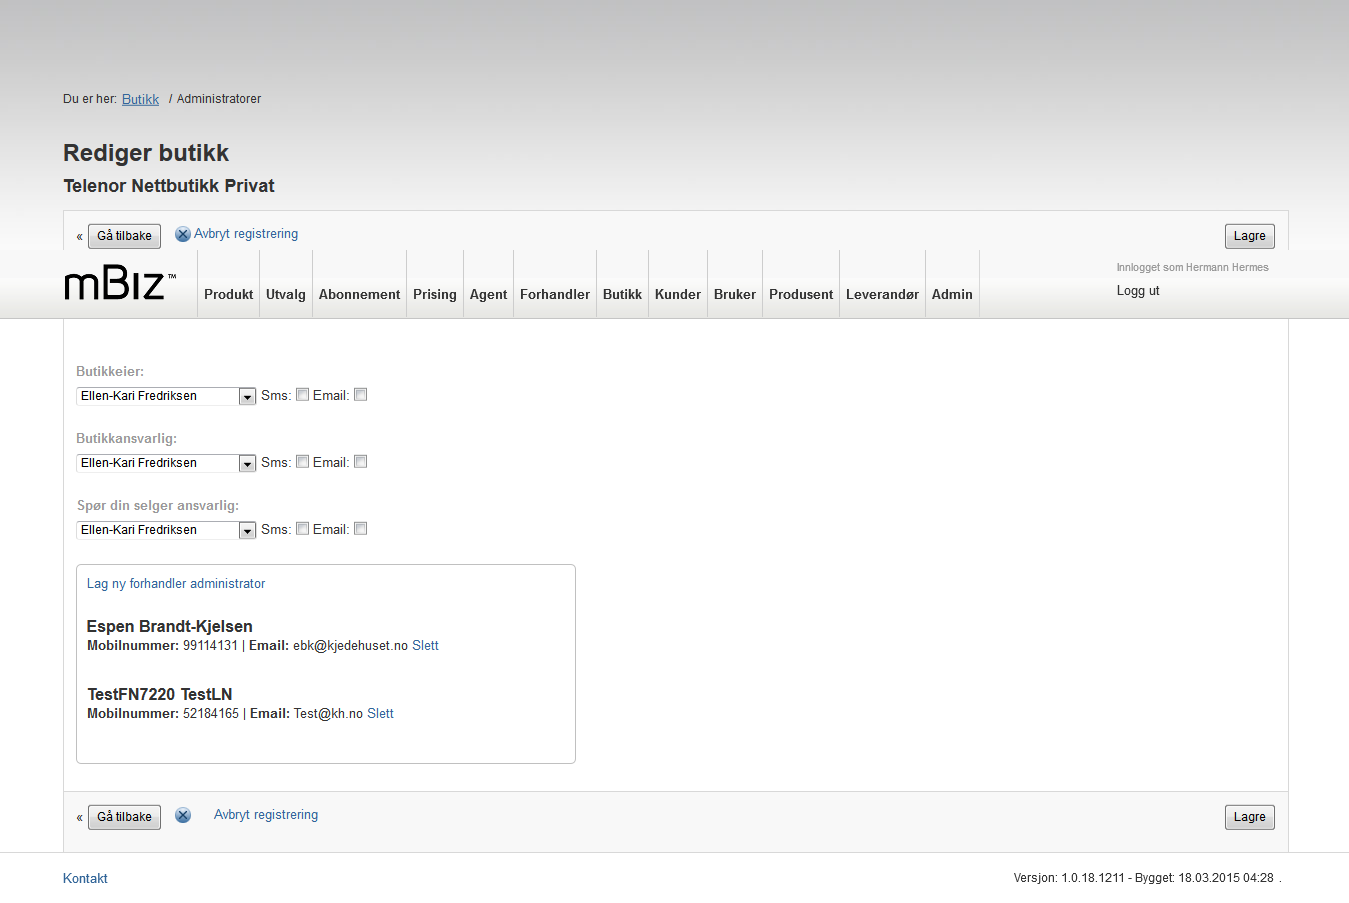 Du er her: Butikk / Administratorer
Rediger butikk
Telenor Nettbutikk Privat
« Gå tilbake Avbryt registrering Lagre
mBiz™ Produkt Utvalg Abonnement Prising Agent Forhandler Butikk Kunder Bruker Produsent Leverandør Admin
Innlogget som Hermann Hermes
Logg ut
Butikkeier:
Ellen-Kari Fredriksen Sms: Email:
Butikkansvarlig:
Ellen-Kari Fredriksen Sms: Email:
Spør din selger ansvarlig:
Ellen-Kari Fredriksen Sms: Email:
Lag ny forhandler administrator
Espen Brandt-Kjelsen
Mobilnummer: 99114131 | Email: ebk@kjedehuset.no Slett
TestFN7220 TestLN
Mobilnummer: 52184165 | Email: Test@kh.no Slett
« Gå tilbake Avbryt registrering Lagre
Kontakt Versjon: 1.0.18.1211 - Bygget: 18.03.2015 04:28 .